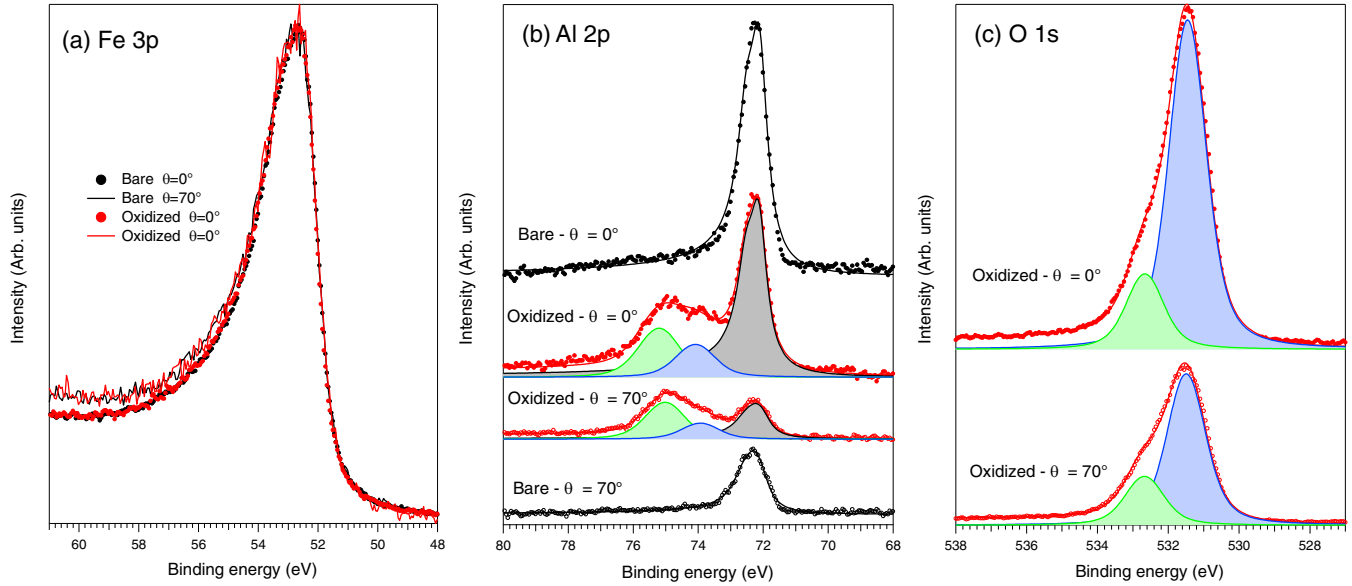 (a) Fe 3p
Bare θ=0°
Bare θ=70°
Oxidized θ=0°
Oxidized θ=0°
Intensity (Arb. units)
60 58 56 54 52 50 48
Binding energy (eV)
(b) Al 2p
Bare - θ = 0°
Oxidized - θ = 0°
Oxidized - θ = 70°
Bare - θ = 70°
Intensity (Arb. units)
80 78 76 74 72 70 68
Binding energy (eV)
(c) O 1s
Oxidized - θ = 0°
Oxidized - θ = 70°
Intensity (Arb. units)
538 536 534 532 530 528
Binding energy (eV)